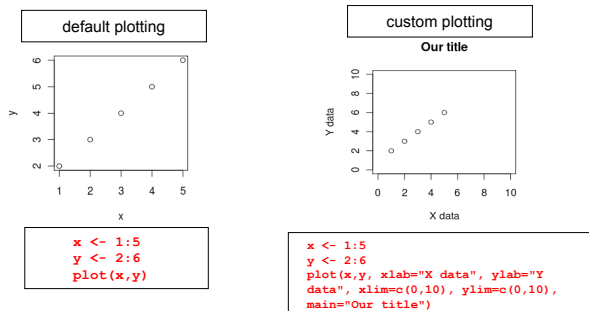 default plotting
y
6
5
4
3
2
1 2 3 4 5
x
x <- 1:5
y <- 2:6
plot(x,y)
custom plotting
Our title
Y data
10
8
6
4
2
0
0 2 4 6 8 10
X data
x <- 1:5
y <- 2:6
plot(x,y, xlab="X data", ylab="Y
data", xlim=c(0,10), ylim=c(0,10),
main="Our title")